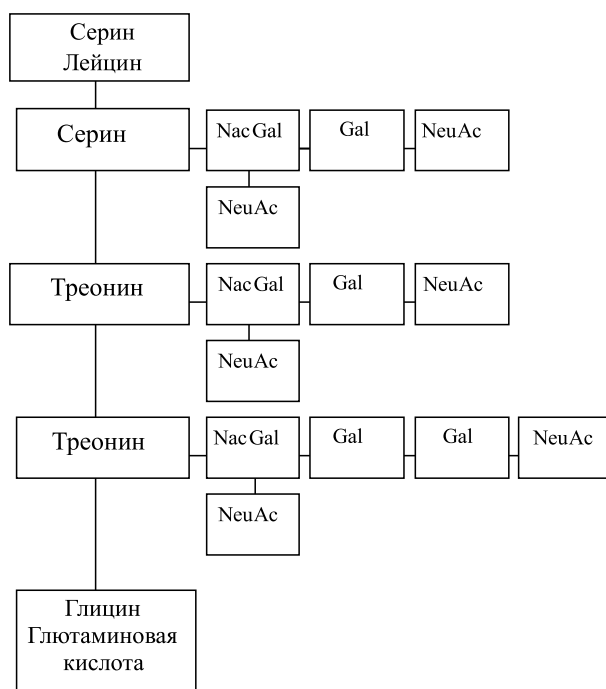 Серин
Лейцин
Серин
NacGal
Gal
NeuAc
NeuAc
Треонин
NacGal
Gal
NeuAc
NeuAc
Треонин
NacGal
Gal
Gal
NeuAc
NeuAc
Глицин
Глютаминовая
кислота